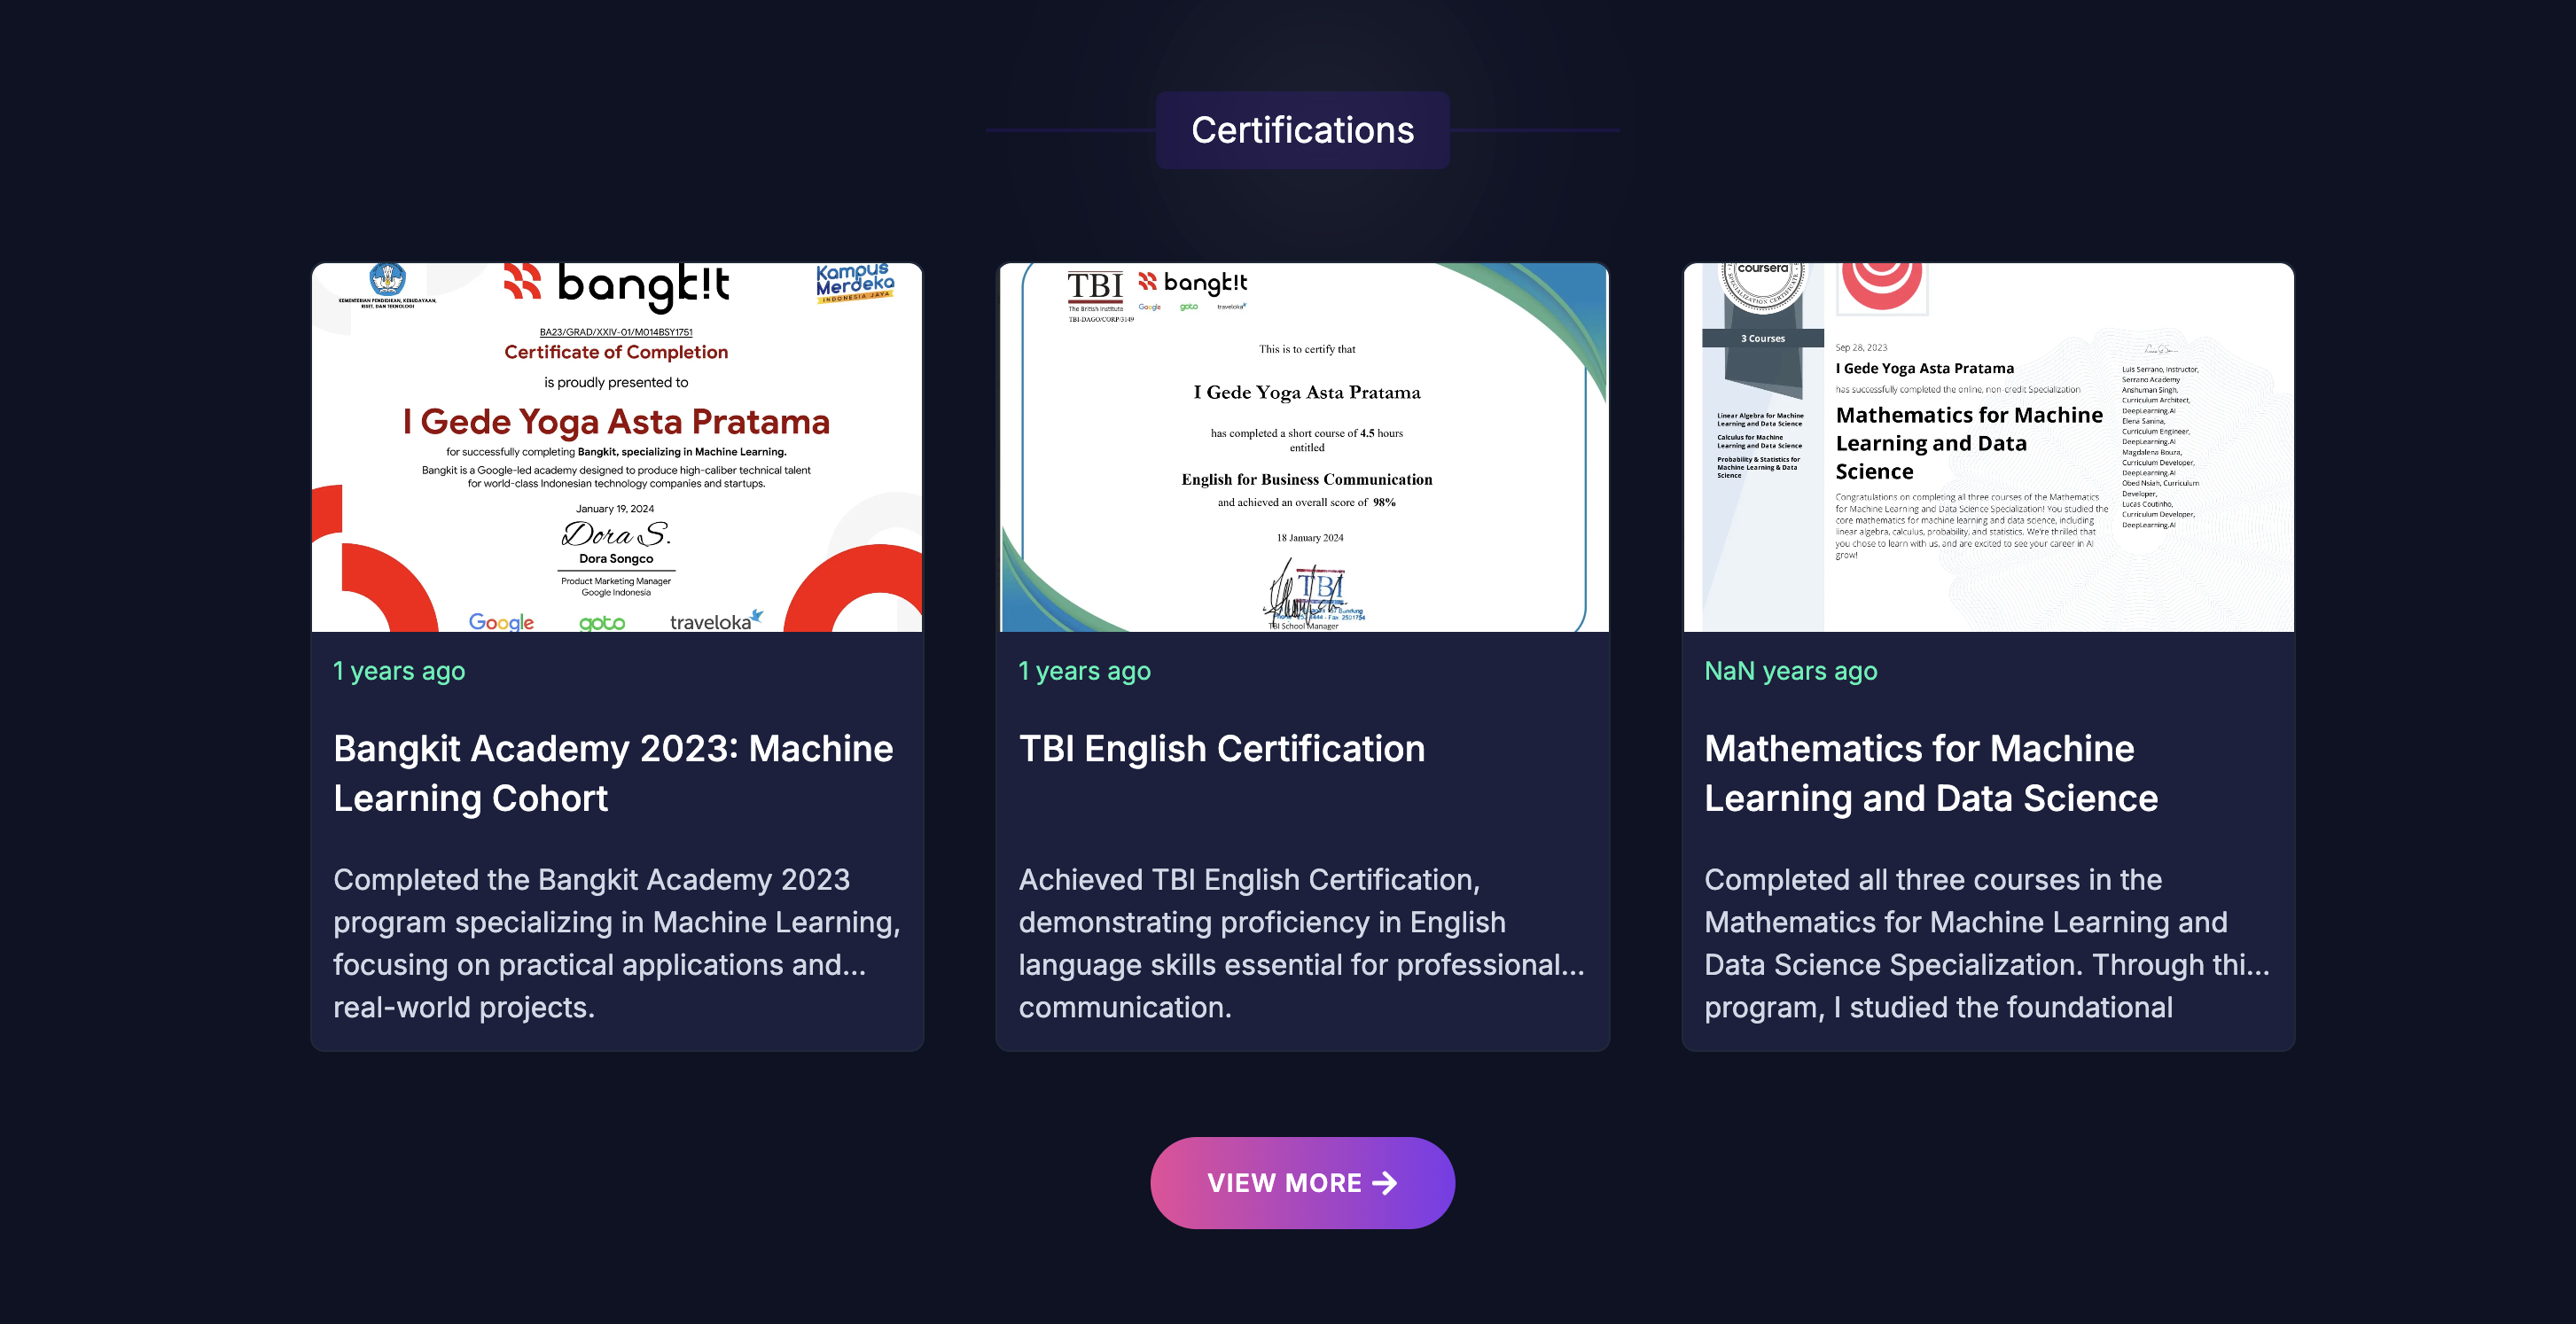 Certifications
KEMENTERIAN PENDIDIKAN, KEBUDAYAAN,
RISET, DAN TEKNOLOGI
bangk!t
Kampus
Merdeka
INDONESIA JAYA
BA23/GRAD/XXIV-01/M014BSY1751
Certificate of Completion
is proudly presented to
I Gede Yoga Asta Pratama
for successfully completing Bangkit, specializing in Machine Learning.
Bangkit is a Google-led academy designed to produce high-caliber technical talent
for world-class Indonesian technology companies and startups.
January 19, 2024
Dora S.
Dora Songco
Product Marketing Manager
Google Indonesia
Google goto traveloka
1 years ago
Bangkit Academy 2023: Machine
Learning Cohort
Completed the Bangkit Academy 2023
program specializing in Machine Learning,
focusing on practical applications and...
real-world projects.
TBI bangk!t
The British Institute Google goto traveloka
TBI-DAGO/CORP/3149
This is to certify that
I Gede Yoga Asta Pratama
has completed a short course of 4.5 hours
entitled
English for Business Communication
and achieved an overall score of 98%
18 January 2024
TBI
TBI School Manager
1 years ago
TBI English Certification
Achieved TBI English Certification,
demonstrating proficiency in English
language skills essential for professional...
communication.
coursera
SPECIALIZATION CERTIFICATE
3 Courses
Linear Algebra for Machine
Learning and Data Science
Calculus for Machine
Learning and Data Science
Probability & Statistics for
Machine Learning & Data
Science
Sep 28, 2023
I Gede Yoga Asta Pratama
has successfully completed the online, non-credit Specialization
Mathematics for Machine
Learning and Data
Science
Congratulations on completing all three courses of the Mathematics
for Machine Learning and Data Science Specialization! You studied the
core mathematics for machine learning and data science, including
linear algebra, calculus, probability, and statistics. We're thrilled that
you chose to learn with us, and are excited to see your career in AI
grow!
Luis Serrano, Instructor,
Serrano Academy
Anshuman Singh,
Curriculum Architect,
DeepLearning.AI
Elena Sanina,
Curriculum Engineer,
DeepLearning.AI
Magdalena Bouza,
Curriculum Developer,
DeepLearning.AI
Obed Nsiah, Curriculum
Developer,
Lucas Coutinho,
Curriculum Developer,
DeepLearning.AI
NaN years ago
Mathematics for Machine
Learning and Data Science
Completed all three courses in the
Mathematics for Machine Learning and
Data Science Specialization. Through thi...
program, I studied the foundational
VIEW MORE